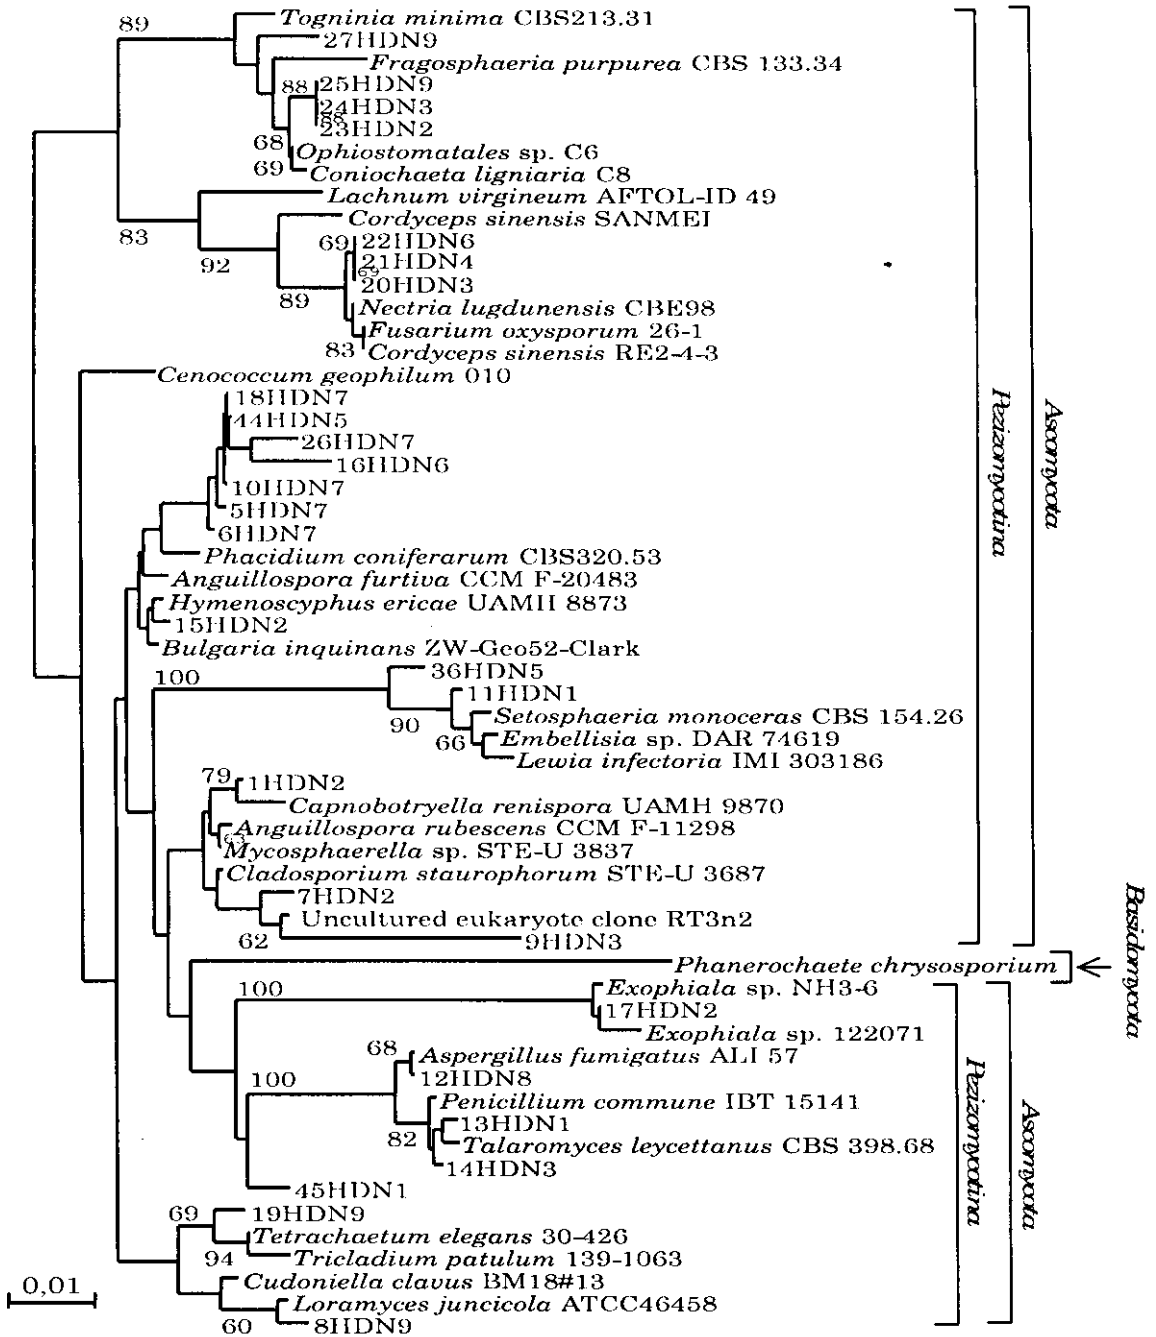 89
Togninia minima CBS213.31
27HDN9
Fragosphaeria purpurea CBS 133.34
88
25HDN9
24HDN3
88
23HDN2
68
Ophiostomatales sp. C6
69
Coniochaeta ligniaria C8
Lachnum virgineum AFTOL-ID 49
83
Cordyceps sinensis SANMEI
92
69
22HDN6
21HDN4
69
20HDN3
89
Nectria lugdunensis CBE98
Fusarium oxysporum 26-1
83
Cordyceps sinensis RE2-4-3
Cenococcum geophilum 010
18HDN7
44HDN5
26HDN7
16HDN6
10HDN7
5HDN7
6HDN7
Phacidium coniferarum CBS320.53
Anguillospora furtiva CCM F-20483
Hymenoscyphus ericae UAMH 8873
15HDN2
Bulgaria inquinans ZW-Geo52-Clark
100
36HDN5
11HDN1
90
Setosphaeria monoceras CBS 154.26
66
Embellisia sp. DAR 74619
Lewia infectoria IMI 303186
79
1HDN2
Capnobotryella renispora UAMH 9870
Anguillospora rubescens CCM F-11298
63
Mycosphaerella sp. STE-U 3837
Cladosporium staurophorum STE-U 3687
7HDN2
Uncultured eukaryote clone RT3n2
62
9HDN3
Phanerochaete chrysosporium
100
Exophiala sp. NH3-6
17HDN2
Exophiala sp. 122071
68
Aspergillus fumigatus ALI 57
100
12HDN8
Penicillium commune IBT 15141
13HDN1
82
Talaromyces leycettanus CBS 398.68
14HDN3
45HDN1
69
19HDN9
Tetrachaetum elegans 30-426
94
Tricladium patulum 139-1063
Cudoniella clavus BM18#13
Loramyces juncicola ATCC46458
60
8HDN9
0,01
Pezizomycotina
Ascomycota
Basidomycota
Pezizomycotina
Ascomycota